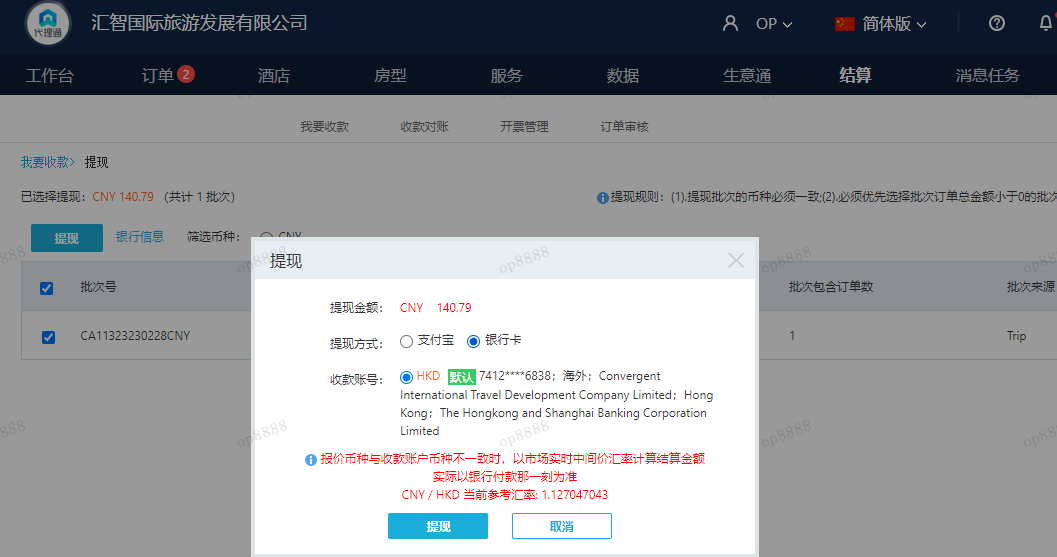 代理通
汇智国际旅游发展有限公司
OP
简体版
工作台
订单 2
酒店
房型
服务
数据
生意通
结算
消息任务
我要收款
收款对账
开票管理
订单审核
我要收款> 提现
已选择提现: CNY 140.79 (共计 1 批次)
提现规则: (1).提现批次的币种必须一致;(2).必须优先选择批次订单总金额小于0的批次
提现
银行信息
筛选币种:
CNY
批次号
批次包含订单数
批次来源
CA11323230228CNY
1
Trip
提现
提现金额: CNY 140.79
提现方式: 支付宝 银行卡
收款账号: HKD 默认 7412****6838; 海外; Convergent
International Travel Development Company Limited; Hong
Kong; The Hongkong and Shanghai Banking Corporation
Limited
报价币种与收款账户币种不一致时, 以市场实时中间价汇率计算结算金额
实际以银行付款那一刻为准
CNY / HKD 当前参考汇率: 1.127047043
提现
取消
op8888
op8888
op8888
op8888
op8888
op8888